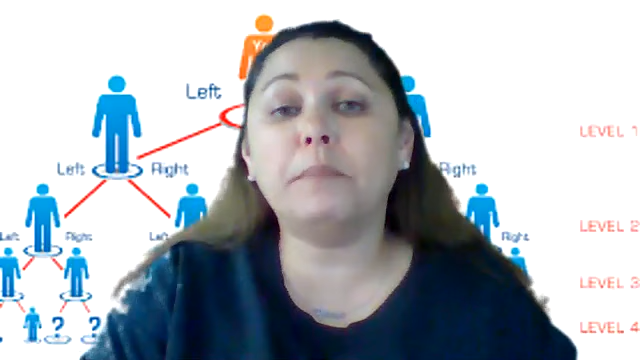 Left
LEVEL 1
Left Right
Right
LEVEL 2
Left Right
Left
Right
LEVEL 3
? ?
LEVEL 4